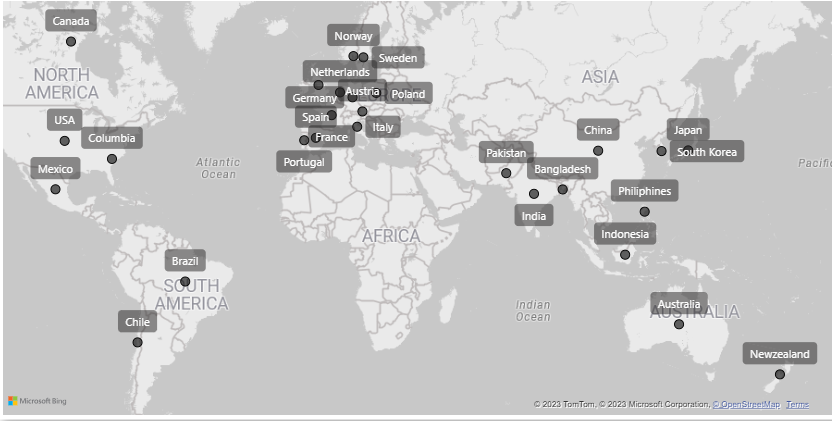 Canada
Norway
Sweden
NORTH
AMERICA
Netherlands
ASIA
Germany
Austria
Poland
USA
Spain
Columbia
France
Italy
China
Japan
Atlantic
Ocean
Portugal
Pakistan
South Korea
Mexico
Bangladesh
Pacific
India
Philiphines
AFRICA
Indonesia
Brazil
SOUTH
AMERICA
Chile
Indian
Ocean
Australia
AUSTRALIA
Newzealand
Microsoft Bing
© 2023 TomTom, © 2023 Microsoft Corporation, © OpenStreetMap Terms